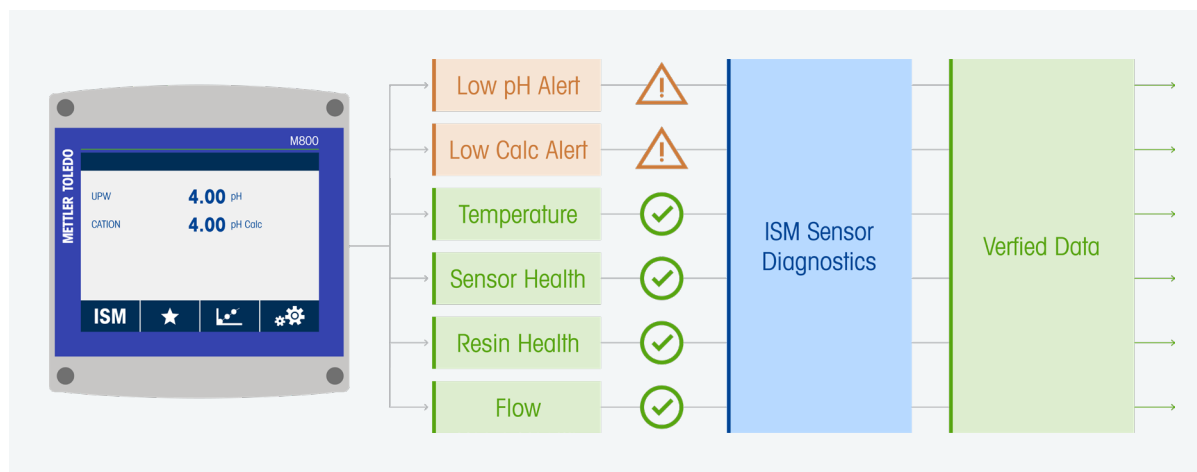 M800
METTLER TOLEDO
UPW 4.00 pH
CATION 4.00 pH Calc
ISM
Low pH Alert
Low Calc Alert
Temperature
Sensor Health
Resin Health
Flow
ISM Sensor
Diagnostics
Verfied Data